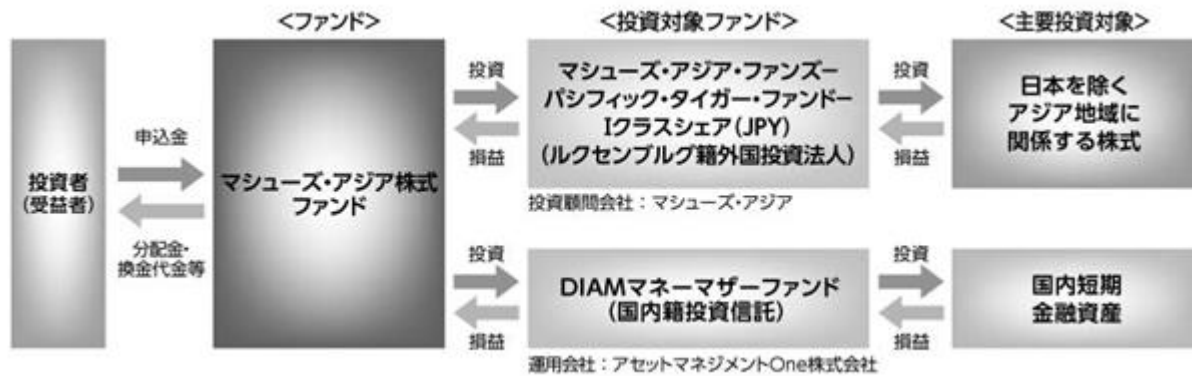 <ファンド>
<投資対象ファンド>
<主要投資対象>
投資者
(受益者)
申込金
分配金・
換金代金等
マシューズ・アジア株式
ファンド
投資
損益
マシューズ・アジア・ファンズー
パシフィック・タイガー・ファンドー
Iクラスシェア(JPY)
(ルクセンブルグ籍外国投資法人)
投資顧問会社：マシューズ・アジア
投資
損益
日本を除く
アジア地域に
関係する株式
投資
損益
DIAMマネーマザーファンド
(国内籍投資信託)
運用会社：アセットマネジメントOne株式会社
投資
損益
国内短期
金融資産